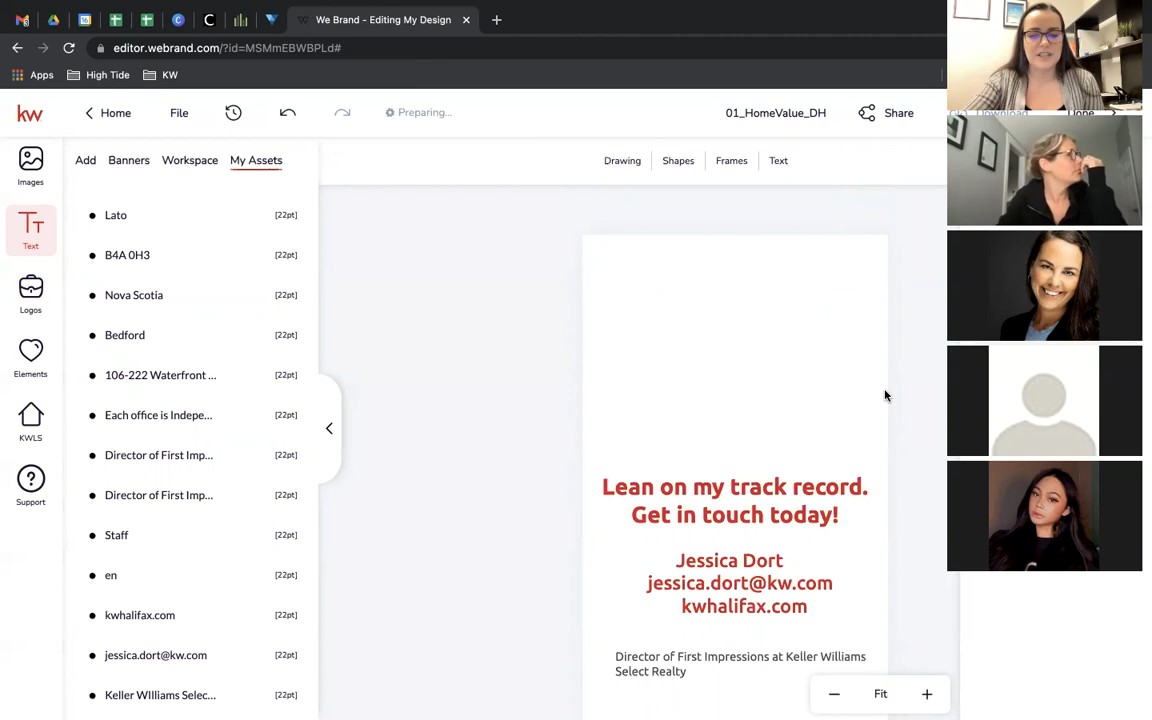 We Brand - Editing My Design
editor.webrand.com/?id=MSMmEBWBPLd#
Apps
High Tide
KW
kw
Home
File
Preparing...
01_HomeValue_DH
Share
Download
Done
Images
Text
Logos
Elements
KWLS
Support
Add
Banners
Workspace
My Assets
Drawing
Shapes
Frames
Text
Lato [22pt]
B4A 0H3 [22pt]
Nova Scotia [22pt]
Bedford [22pt]
106-222 Waterfront ... [22pt]
Each office is Indepe... [22pt]
Director of First Imp... [22pt]
Director of First Imp... [22pt]
Staff [22pt]
en [22pt]
kwhalifax.com [22pt]
jessica.dort@kw.com [22pt]
Keller WIlliams Selec... [22pt]
Lean on my track record.
Get in touch today!
Jessica Dort
jessica.dort@kw.com
kwhalifax.com
Director of First Impressions at Keller Williams
Select Realty
Fit